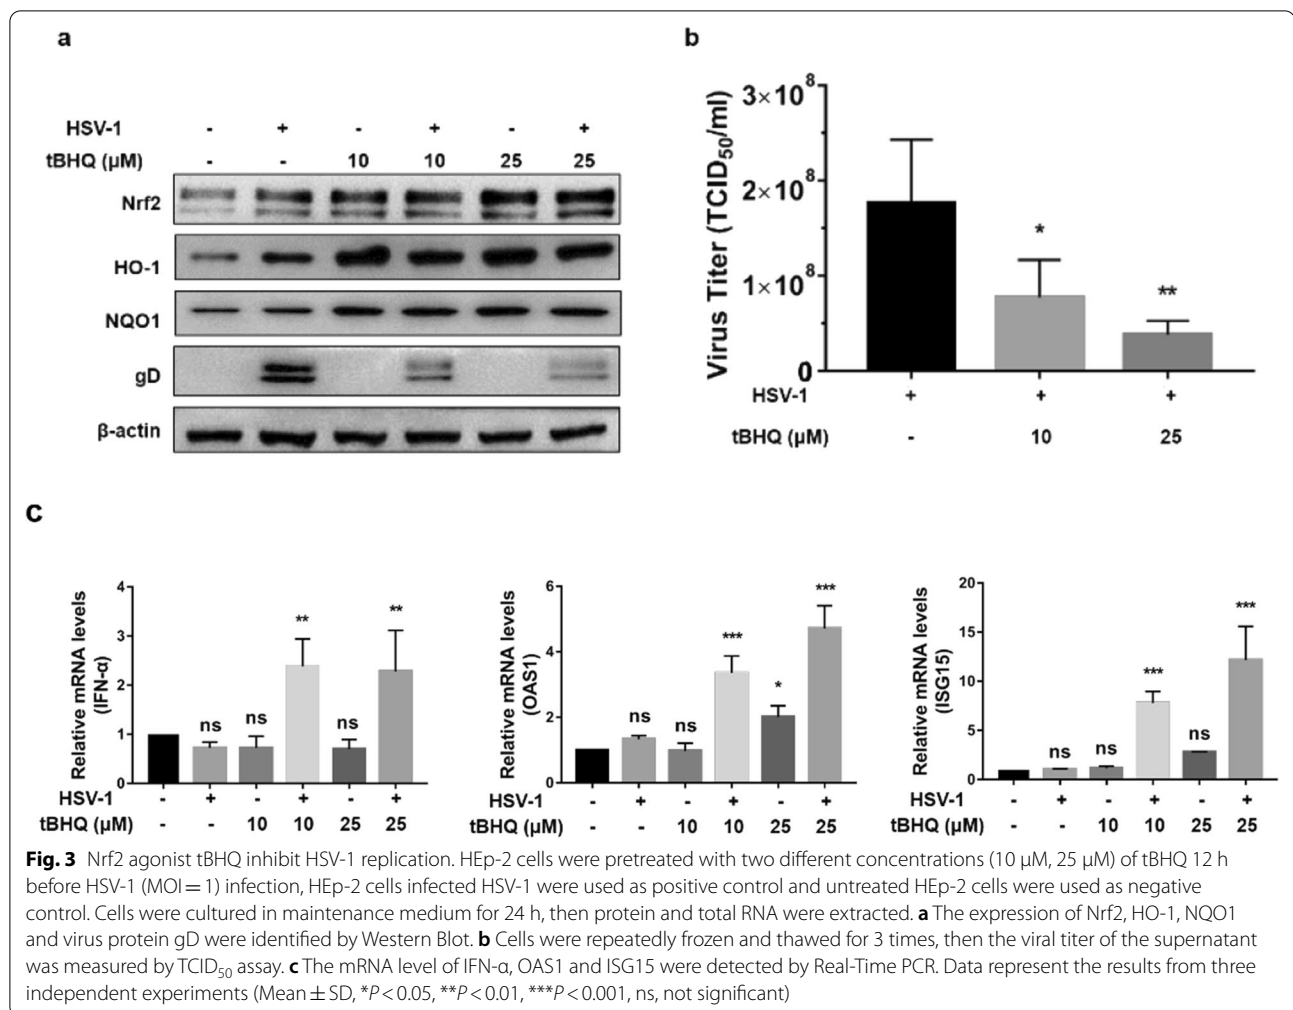 a
HSV-1 - + - + - +
tBHQ (µM) - - 10 10 25 25
Nrf2
HO-1
NQO1
gD
β-actin
b
Virus Titer (TCID50/ml)
3×10^8
2×10^8
1×10^8
0
*
**
HSV-1 + + +
tBHQ (µM) - 10 25
c
Relative mRNA levels
(IFN-α)
4
3
2
1
0
ns ns ** ns **
HSV-1 - + - + - +
tBHQ (µM) - - 10 10 25 25
Relative mRNA levels
(OAS1)
6
4
2
0
ns ns *** * ***
HSV-1 - + - + - +
tBHQ (µM) - - 10 10 25 25
Relative mRNA levels
(ISG15)
20
15
10
5
0
ns ns *** ns ***
HSV-1 - + - + - +
tBHQ (µM) - - 10 10 25 25
Fig. 3 Nrf2 agonist tBHQ inhibit HSV-1 replication. HEp-2 cells were pretreated with two different concentrations (10 µM, 25 µM) of tBHQ 12 h
before HSV-1 (MOI = 1) infection, HEp-2 cells infected HSV-1 were used as positive control and untreated HEp-2 cells were used as negative
control. Cells were cultured in maintenance medium for 24 h, then protein and total RNA were extracted. a The expression of Nrf2, HO-1, NQO1
and virus protein gD were identified by Western Blot. b Cells were repeatedly frozen and thawed for 3 times, then the viral titer of the supernatant
was measured by TCID50 assay. c The mRNA level of IFN-α, OAS1 and ISG15 were detected by Real-Time PCR. Data represent the results from three
independent experiments (Mean ± SD, *P < 0.05, **P < 0.01, ***P < 0.001, ns, not significant)